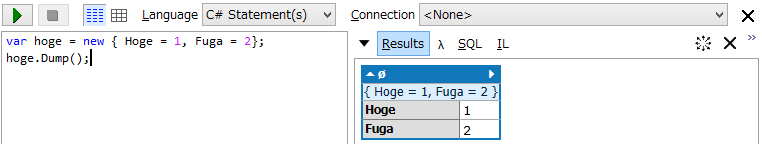 Language C# Statement(s) Connection <None>
var hoge = new { Hoge = 1, Fuga = 2};
hoge.Dump();
Results λ SQL IL
ø
{ Hoge = 1, Fuga = 2 }
Hoge 1
Fuga 2